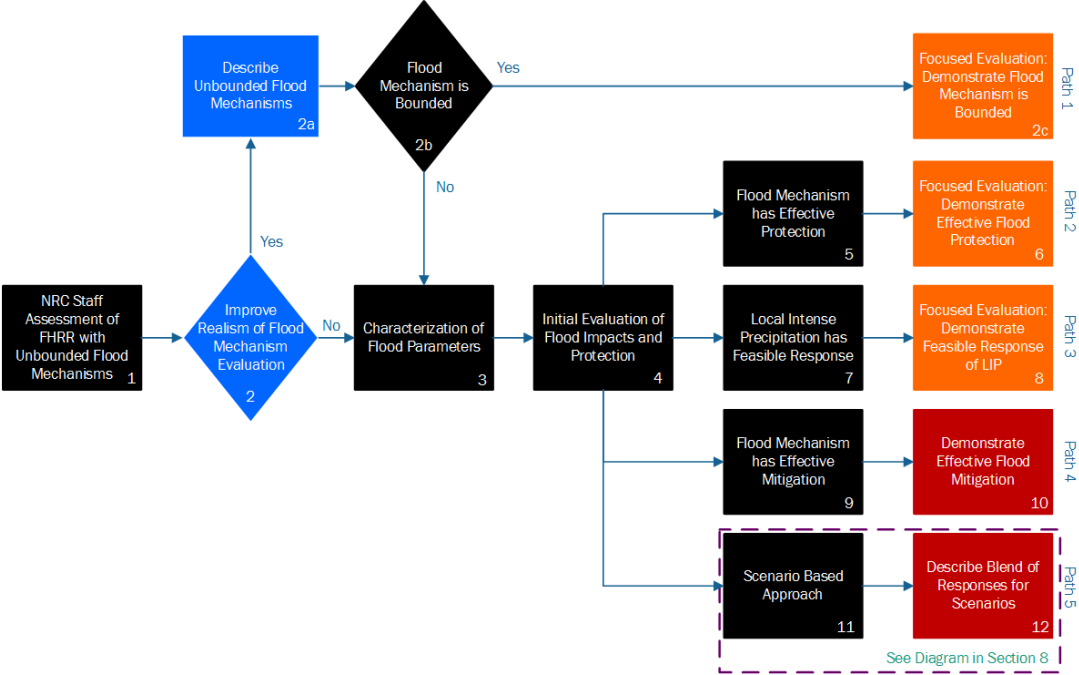 Describe
Unbounded Flood
Mechanisms
2a
Flood
Mechanism is
Bounded
2b
Yes
Focused Evaluation:
Demonstrate Flood
Mechanism is
Bounded
2c
Path 1
No
Yes
Flood Mechanism
has Effective
Protection
5
Focused Evaluation:
Demonstrate
Effective Flood
Protection
6
Path 2
NRC Staff
Assessment of
FHRR with
Unbounded Flood
Mechanisms
1
Improve
Realism of Flood
Mechanism
Evaluation
2
No
Characterization of
Flood Parameters
3
Initial Evaluation of
Flood Impacts and
Protection
4
Local Intense
Precipitation has
Feasible Response
7
Focused Evaluation:
Demonstrate
Feasible Response
of LIP
8
Path 3
Flood Mechanism
has Effective
Mitigation
9
Demonstrate
Effective Flood
Mitigation
10
Path 4
Scenario Based
Approach
11
Describe Blend of
Responses for
Scenarios
12
Path 5
See Diagram in Section 8